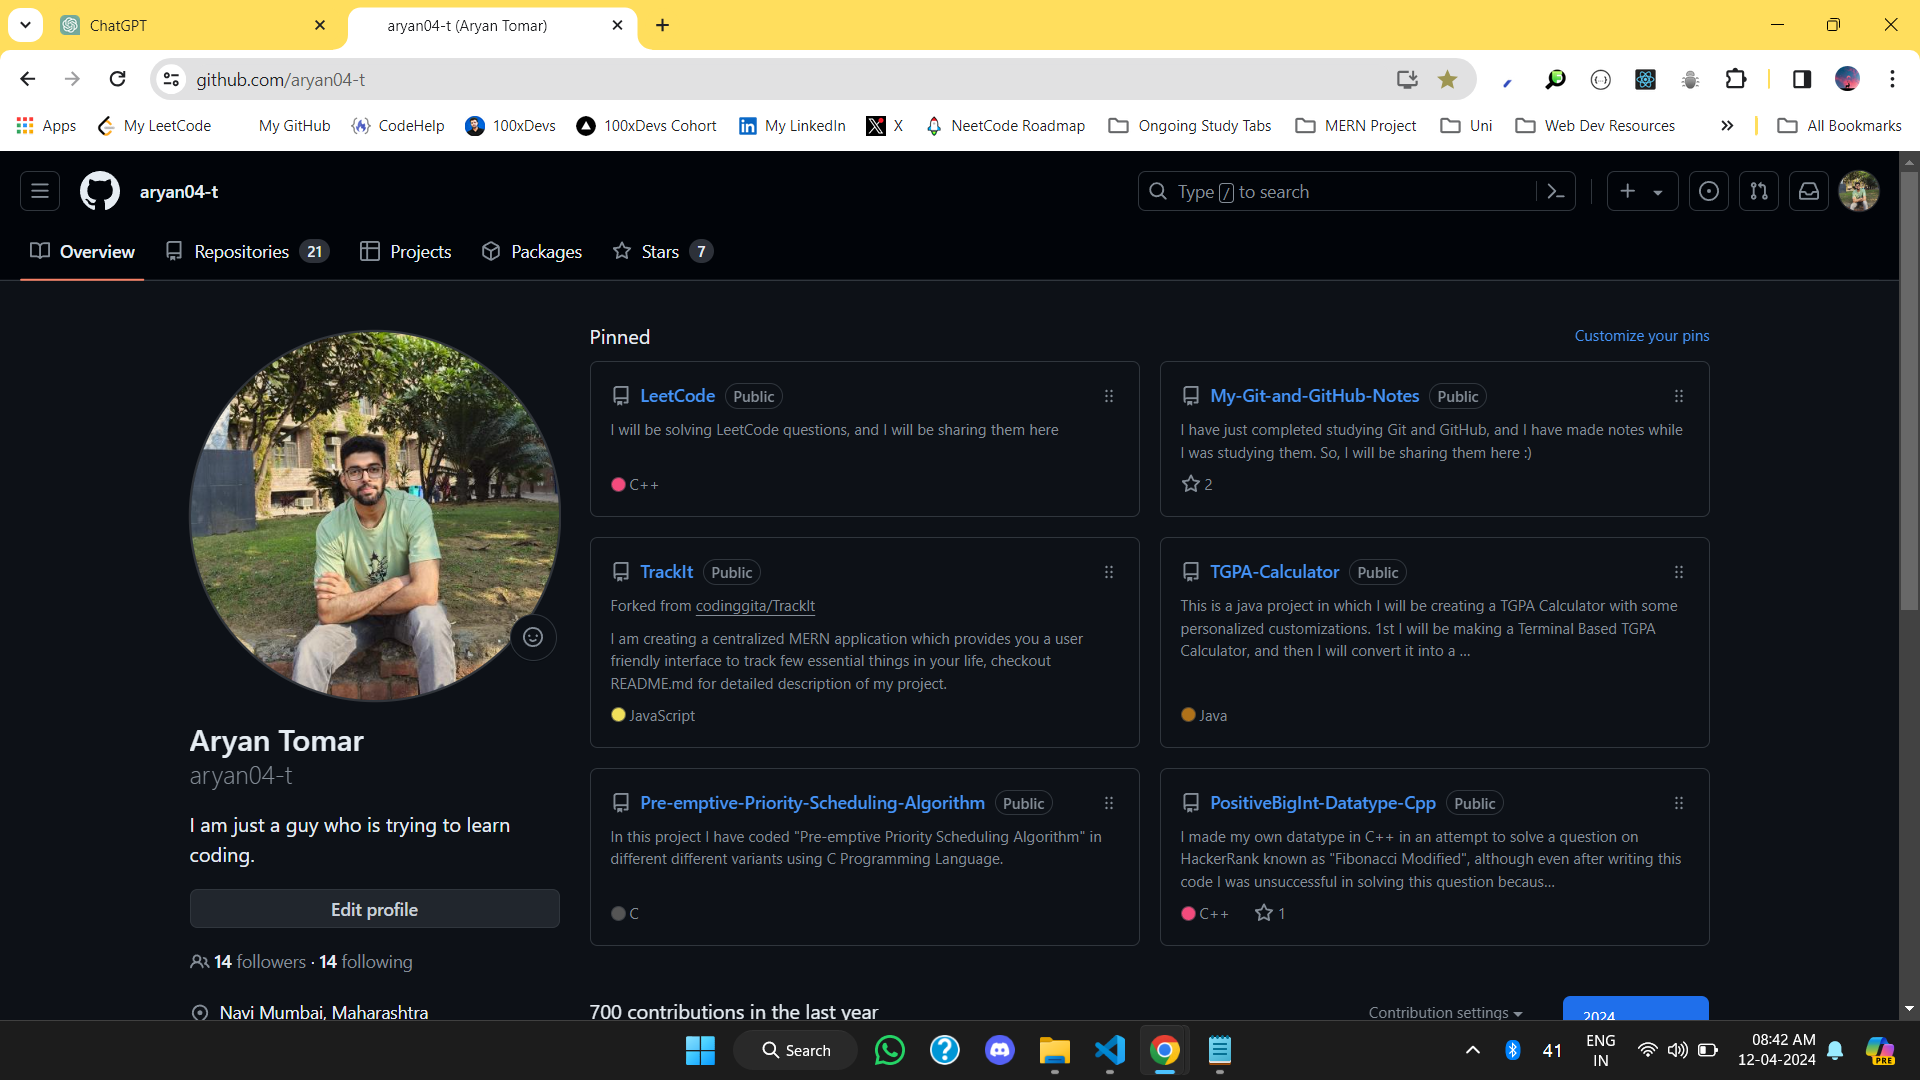 ChatGPT
aryan04-t (Aryan Tomar)
github.com/aryan04-t
Apps
My LeetCode
My GitHub
CodeHelp
100xDevs
100xDevs Cohort
My LinkedIn
X
NeetCode Roadmap
Ongoing Study Tabs
MERN Project
Uni
Web Dev Resources
All Bookmarks
aryan04-t
Type / to search
Overview
Repositories 21
Projects
Packages
Stars 7
Pinned
Customize your pins
LeetCode Public
I will be solving LeetCode questions, and I will be sharing them here
C++
My-Git-and-GitHub-Notes Public
I have just completed studying Git and GitHub, and I have made notes while
I was studying them. So, I will be sharing them here :)
2
TrackIt Public
Forked from codinggita/TrackIt
I am creating a centralized MERN application which provides you a user
friendly interface to track few essential things in your life, checkout
README.md for detailed description of my project.
JavaScript
TGPA-Calculator Public
This is a java project in which I will be creating a TGPA Calculator with some
personalized customizations. 1st I will be making a Terminal Based TGPA
Calculator, and then I will convert it into a ...
Java
Pre-emptive-Priority-Scheduling-Algorithm Public
In this project I have coded "Pre-emptive Priority Scheduling Algorithm" in
different different variants using C Programming Language.
C
PositiveBigInt-Datatype-Cpp Public
I made my own datatype in C++ in an attempt to solve a question on
HackerRank known as "Fibonacci Modified", although even after writing this
code I was unsuccessful in solving this question becaus...
C++ 1
Aryan Tomar
aryan04-t
I am just a guy who is trying to learn
coding.
Edit profile
14 followers · 14 following
Navi Mumbai, Maharashtra
700 contributions in the last year
Contribution settings
2024
Search
41
ENG
IN
08:42 AM
12-04-2024
PRE